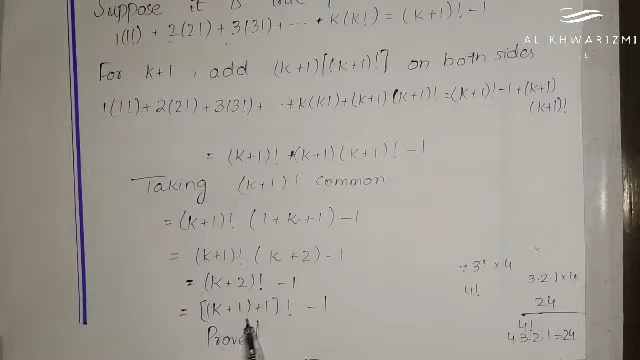 Suppose it is true
1(1!) + 2(2!) + 3(3!) + ... + k(k!) = (k+1)! - 1
AL KHWARIZMI
For k+1, add (k+1)[(k+1)!] on both sides
1(1!) + 2(2!) + 3(3!) + ... + k(k!) + (k+1)(k+1)! = (k+1)! - 1 + (k+1)
(k+1)!
= (k+1)! + (k+1)(k+1)! - 1
Taking (k+1)! common
= (k+1)! (1+k+1) - 1
= (k+1)! (k+2) - 1
= (k+2)! - 1
= [(k+1)+1]! - 1
Prove
∵ 3! × 4
4!
3·2·1×4
24
4!
4·3·2·1=24